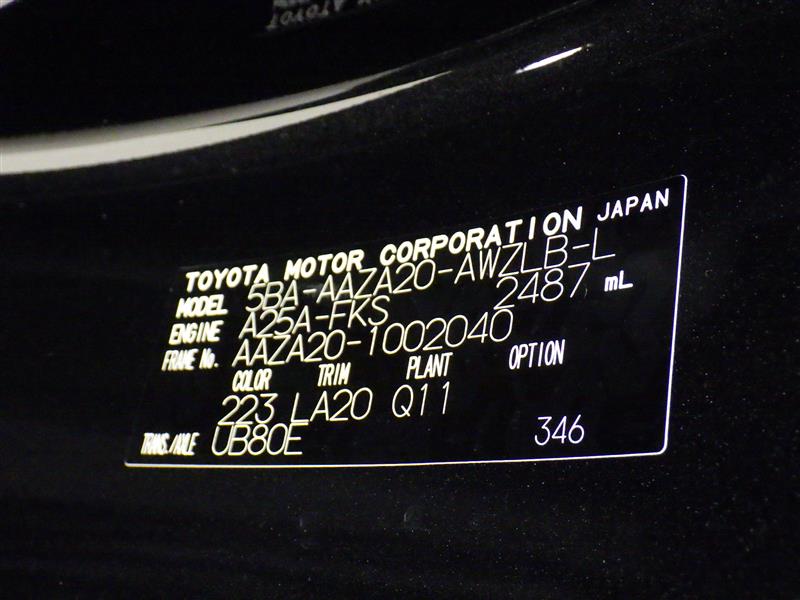 TOYOTA MOTOR CORPORATION JAPAN
MODEL 5BA-AAZA20-AWZLB-L
ENGINE A25A-FKS 2487 mL
FRAME No. AAZA20-1002040
COLOR TRIM PLANT OPTION
223 LA20 Q11
TRANS./AXLE UB80E 346